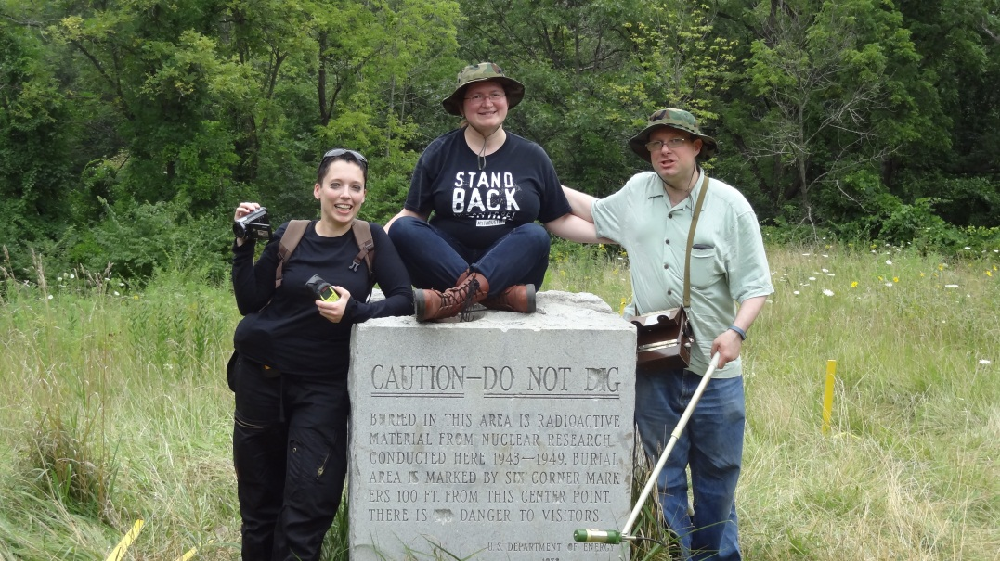 STAND
BACK
CAUTION—DO NOT DIG
BURIED IN THIS AREA IS RADIOACTIVE
MATERIAL FROM NUCLEAR RESEARCH
CONDUCTED HERE 1943—1949. BURIAL
AREA IS MARKED BY SIX CORNER MARK
ERS 100 FT. FROM THIS CENTER POINT.
THERE IS DANGER TO VISITORS.
U.S. DEPARTMENT OF ENERGY